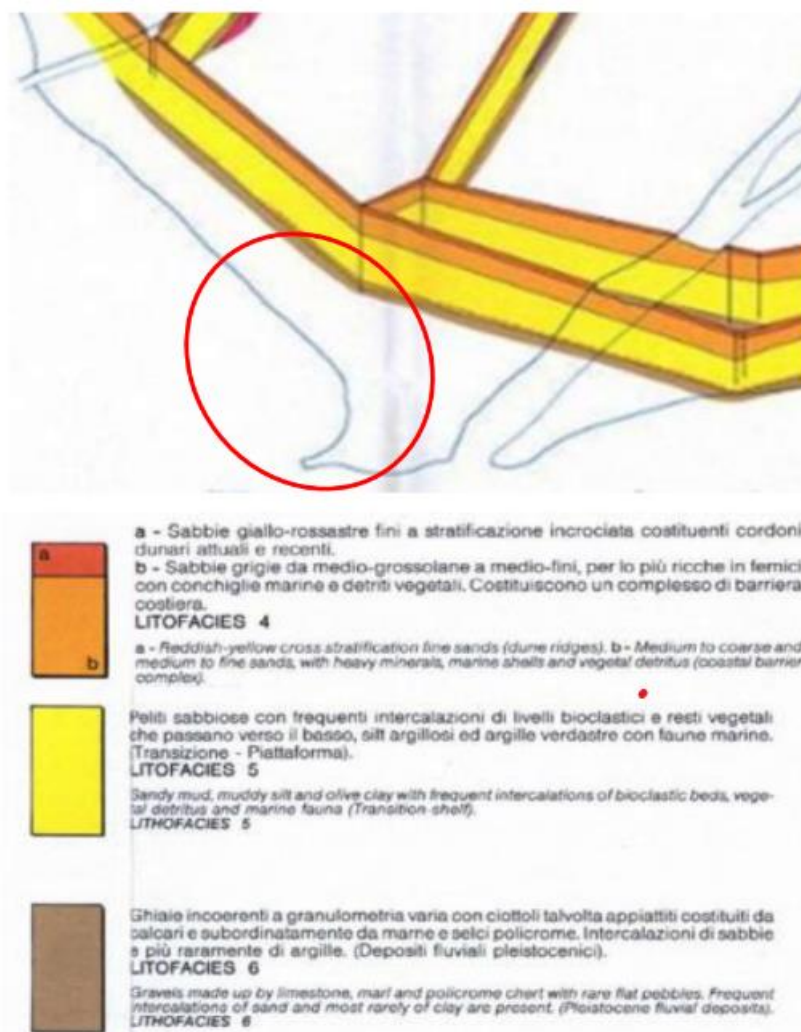 a
b
a - Sabbie giallo-rossastre fini a stratificazione incrociata costituenti cordoni
dunari attuali e recenti.
b - Sabbie grigie da medio-grossolane a medio-fini, per lo più ricche in femici
con conchiglie marine e detriti vegetali. Costituiscono un complesso di barriera
costiera.
LITOFACIES 4
a - Reddish-yellow cross stratification fine sands (dune ridges). b - Medium to coarse and
medium to fine sands, with heavy minerals, marine shells and vegetal detritus (coastal barrier
complex).
Peliti sabbiose con frequenti intercalazioni di livelli bioclastici e resti vegetali
che passano verso il basso, silt argillosi ed argille verdastre con faune marine.
(Transizione - Piattaforma).
LITOFACIES 5
Sandy mud, muddy silt and olive clay with frequent intercalations of bioclastic beds, vege-
tal detritus and marine fauna (Transition-shelf).
LITHOFACIES 5
Ghiaie incoerenti a granulometria varia con ciottoli talvolta appiattiti costituiti da
calcari e subordinatamente da marne e selci policrome. Intercalazioni di sabbie
e più raramente di argille. (Depositi fluviali pleistocenici).
LITOFACIES 6
Gravels made up by limestone, marl and policrome chert with rare flat pebbles. Frequent
intercalations of sand and most rarely of clay are present. (Pleistocene fluvial deposits).
LITHOFACIES 6